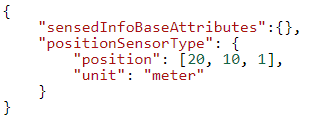 {
    "sensedInfoBaseAttributes":{},
    "positionSensorType": {
        "position": [20, 10, 1],
        "unit": "meter"
    }
}